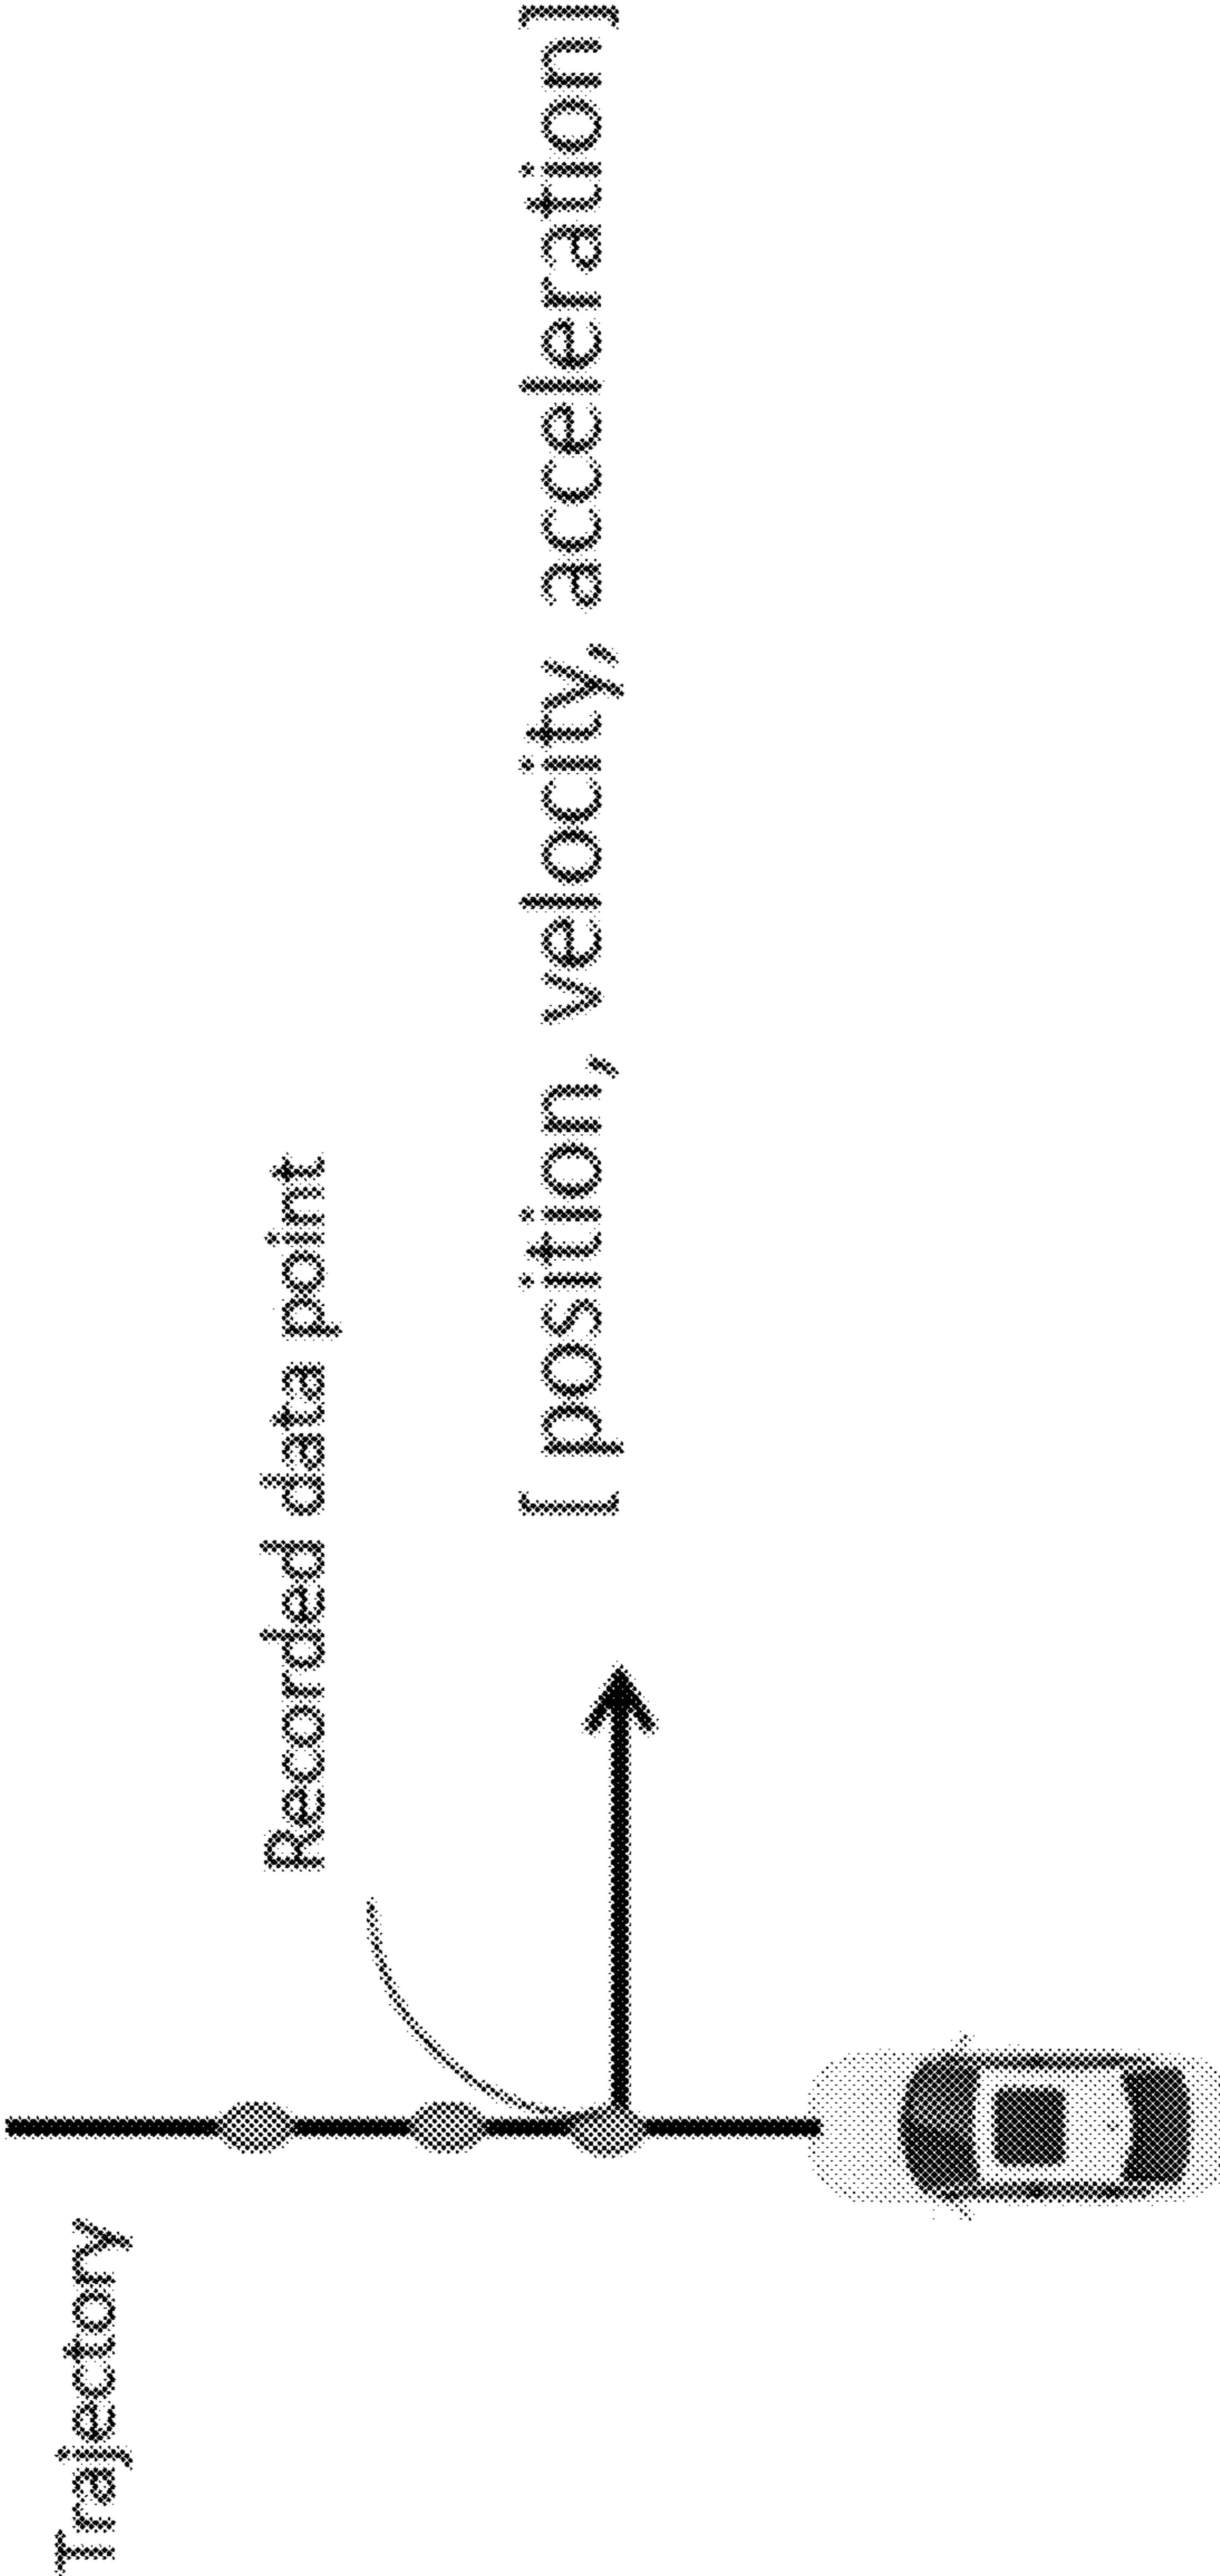 Trajectory
Recorded data point
[ position, velocity, acceleration]